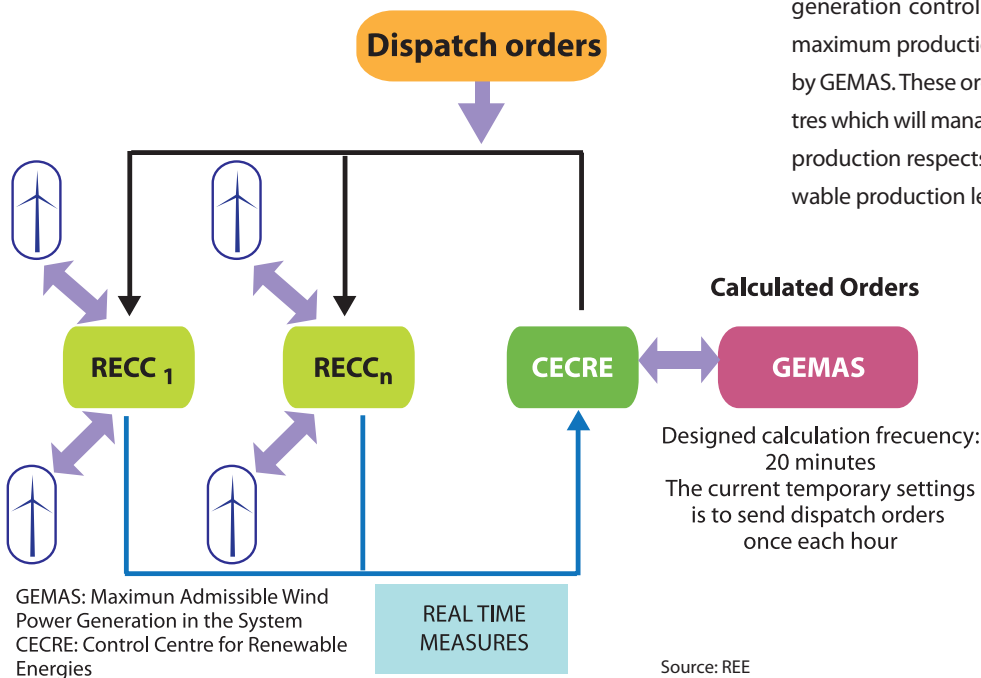 generation control
maximum production
by GEMAS. These or
tres which will mana
production respects
wable production le
Dispatch orders
Calculated Orders
RECC 1
RECCn
CECRE
GEMAS
Designed calculation frecuency:
20 minutes
The current temporary settings
is to send dispatch orders
once each hour
GEMAS: Maximun Admissible Wind
Power Generation in the System
CECRE: Control Centre for Renewable
Energies
REAL TIME
MEASURES
Source: REE